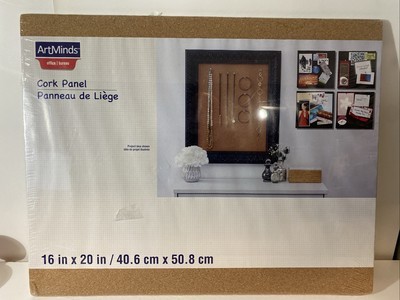 ArtMinds
Cork Panel
Panneau de Liège
16 in x 20 in / 40.6 cm x 50.8 cm